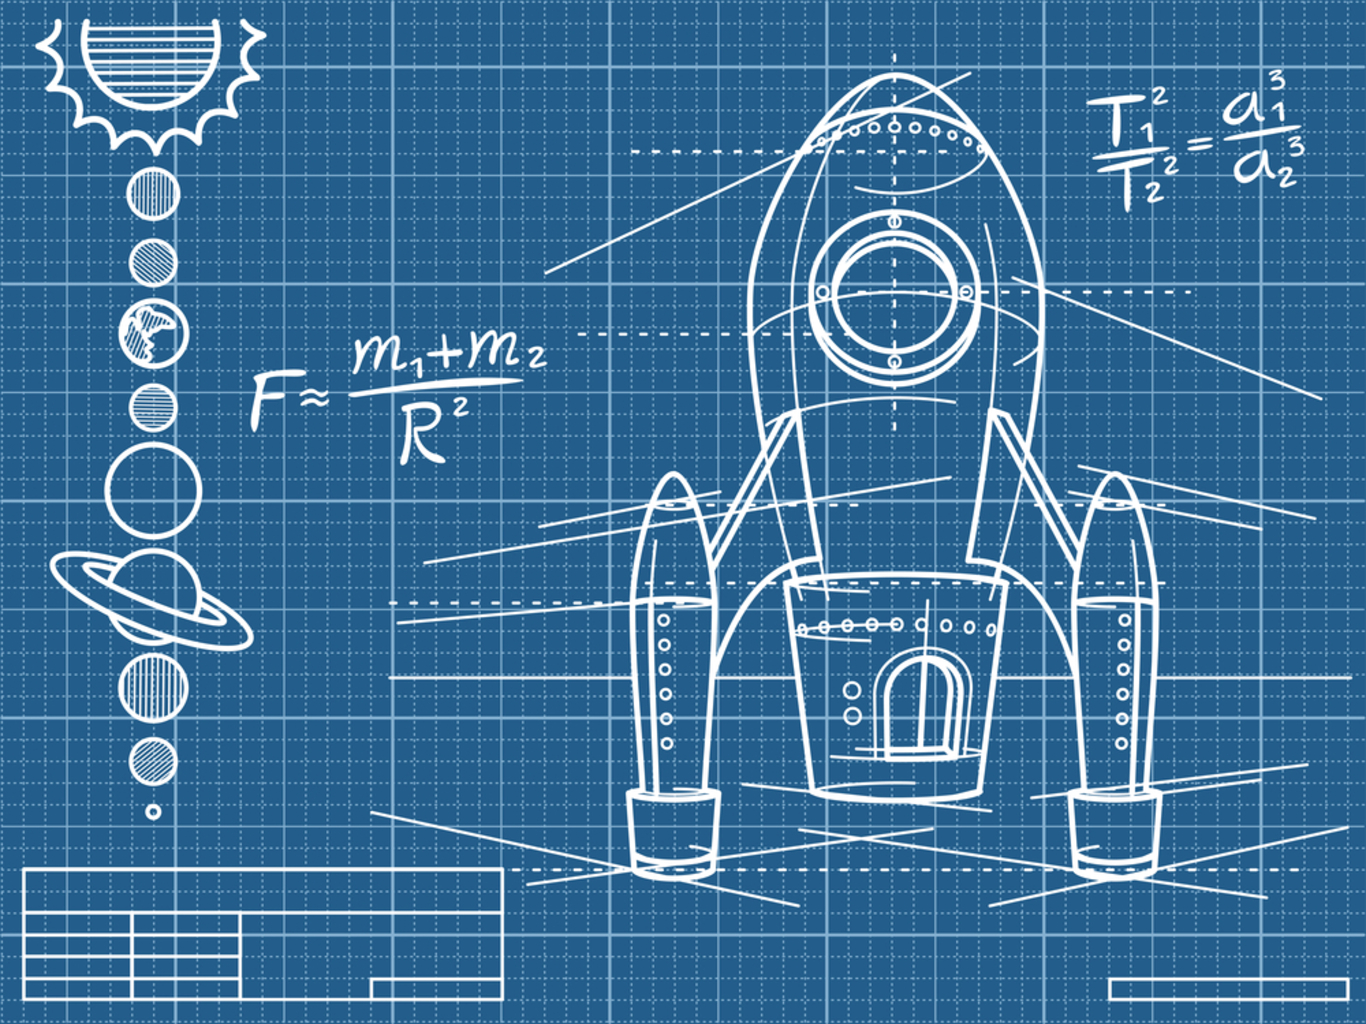 T₁²/T₂² = a₁³/a₂³
F≈ m₁+m₂/R²